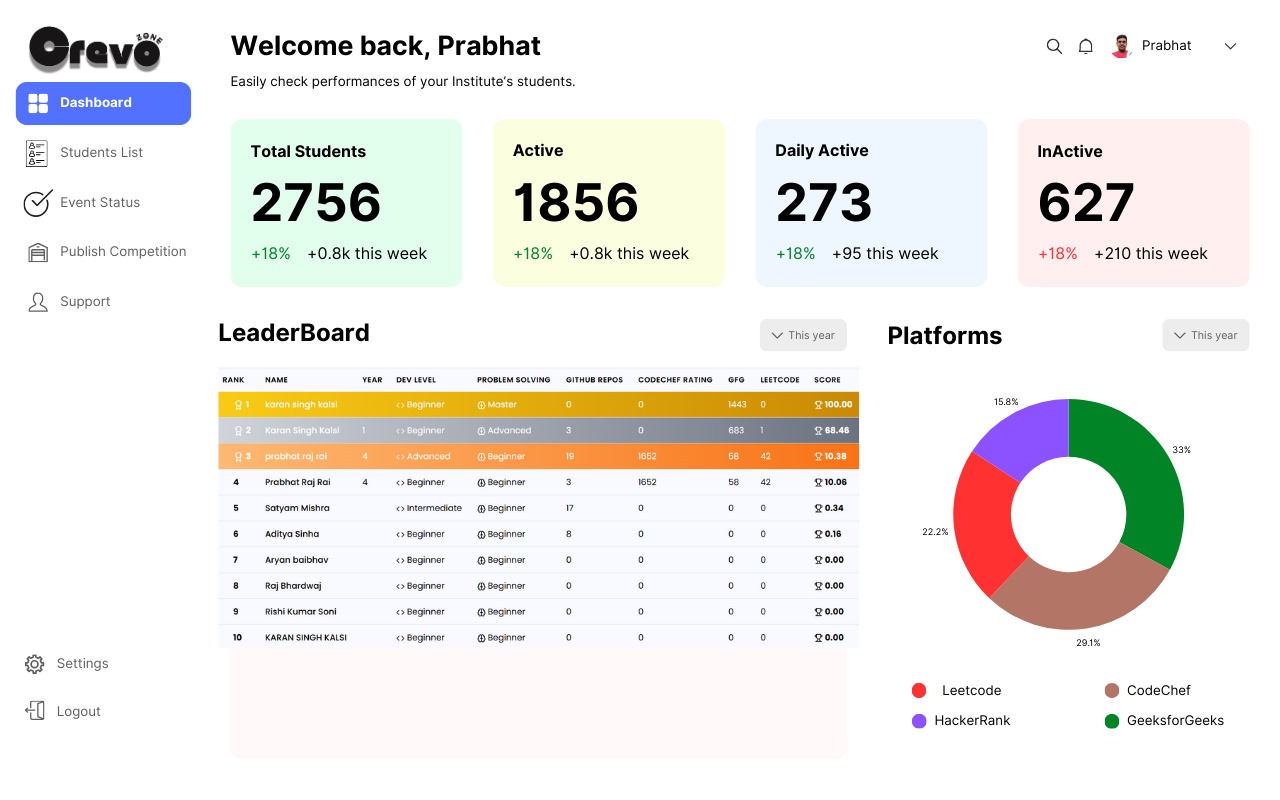 Crevo ZONE
Welcome back, Prabhat
Prabhat
Easily check performances of your Institute's students.
Dashboard
Students List
Event Status
Publish Competition
Support
Settings
Logout
Total Students
2756
+18% +0.8k this week
Active
1856
+18% +0.8k this week
Daily Active
273
+18% +95 this week
InActive
627
+18% +210 this week
LeaderBoard
This year
RANK NAME YEAR DEV LEVEL PROBLEM SOLVING GITHUB REPOS CODECHEF RATING GFG LEETCODE SCORE
1 karan singh kalsi <> Beginner Master 0 0 1443 0 100.00
2 Karan Singh Kalsi 1 <> Beginner Advanced 3 0 683 1 68.46
3 prabhat raj rai 4 <> Advanced Beginner 19 1652 58 42 10.38
4 Prabhat Raj Rai 4 <> Beginner Beginner 3 1652 58 42 10.06
5 Satyam Mishra <> Intermediate Beginner 17 0 0 0 0.34
6 Aditya Sinha <> Beginner Beginner 8 0 0 0 0.16
7 Aryan baibhav <> Beginner Beginner 0 0 0 0 0.00
8 Raj Bhardwaj <> Beginner Beginner 0 0 0 0 0.00
9 Rishi Kumar Soni <> Beginner Beginner 0 0 0 0 0.00
10 KARAN SINGH KALSI <> Beginner Beginner 0 0 0 0 0.00
Platforms
This year
15.8%
33%
22.2%
29.1%
Leetcode
CodeChef
HackerRank
GeeksforGeeks